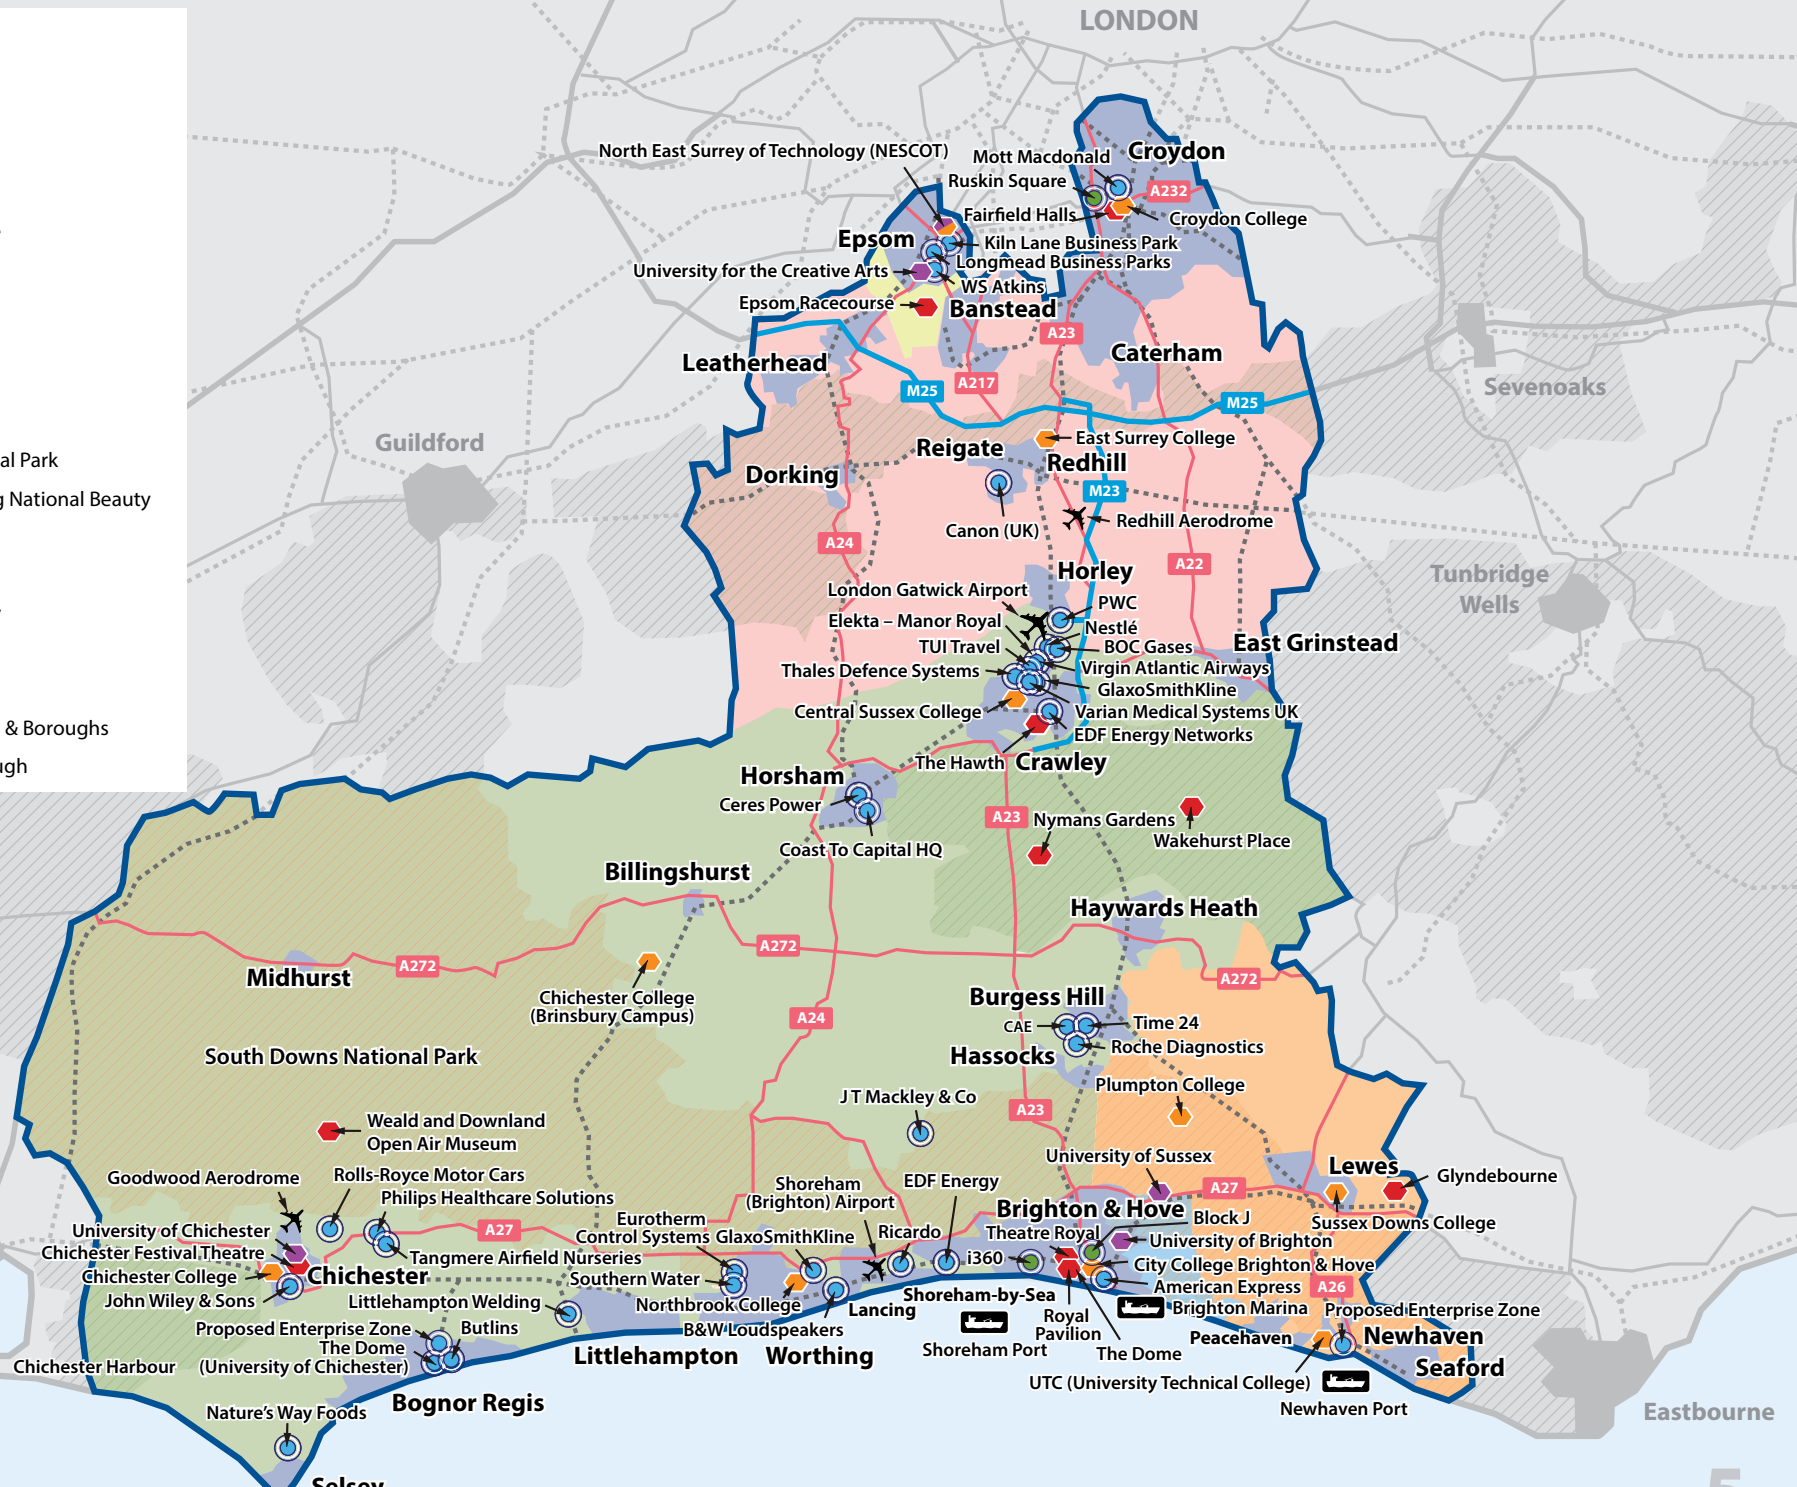 LONDON
North East Surrey of Technology (NESCOT)
Mott Macdonald
Croydon
Ruskin Square
A232
Fairfield Halls
Croydon College
Epsom
Kiln Lane Business Park
Longmead Business Parks
University for the Creative Arts
WS Atkins
Epsom Racecourse
Banstead
A23
Leatherhead
Caterham
M25
A217
M25
Sevenoaks
Guildford
East Surrey College
Reigate
Redhill
al Park
Dorking
M23
g National Beauty
Canon (UK)
Redhill Aerodrome
A24
A22
Horley
Tunbridge
Wells
London Gatwick Airport
PWC
Elekta – Manor Royal
Nestlé
TUI Travel
BOC Gases
East Grinstead
Thales Defence Systems
Virgin Atlantic Airways
GlaxoSmithKline
Central Sussex College
Varian Medical Systems UK
EDF Energy Networks
& Boroughs
ugh
The Hawth
Crawley
Horsham
Ceres Power
A23
Nymans Gardens
Wakehurst Place
Coast To Capital HQ
Billingshurst
Haywards Heath
A272
A272
A272
Midhurst
Chichester College
(Brinsbury Campus)
Burgess Hill
A24
CAE
Time 24
Roche Diagnostics
Hassocks
South Downs National Park
Plumpton College
J T Mackley & Co
A23
Weald and Downland
Open Air Museum
University of Sussex
Lewes
Goodwood Aerodrome
Rolls-Royce Motor Cars
Shoreham
(Brighton) Airport
EDF Energy
A27
Glyndebourne
Philips Healthcare Solutions
Brighton & Hove
Block J
Sussex Downs College
University of Chichester
A27
Eurotherm
Control Systems
GlaxoSmithKline
Ricardo
Theatre Royal
University of Brighton
Chichester Festival Theatre
Tangmere Airfield Nurseries
i360
City College Brighton & Hove
Chichester College
Chichester
Southern Water
American Express
A26
John Wiley & Sons
Littlehampton Welding
Northbrook College
Lancing
Shoreham-by-Sea
Brighton Marina
Proposed Enterprise Zone
Proposed Enterprise Zone
Butlins
B&W Loudspeakers
Royal
Pavilion
Peacehaven
Newhaven
The Dome
(University of Chichester)
Littlehampton
Worthing
Shoreham Port
The Dome
Chichester Harbour
Seaford
UTC (University Technical College)
Bognor Regis
Newhaven Port
Eastbourne
Nature's Way Foods
Selsey
5